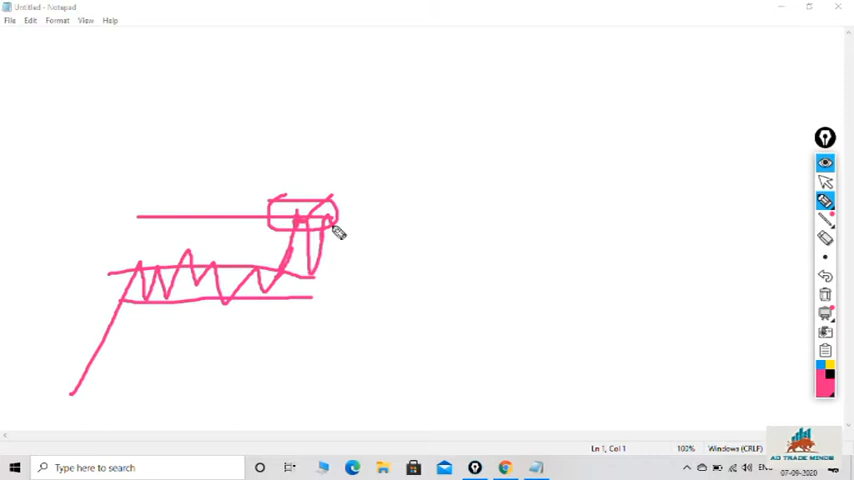 Untitled - Notepad
File Edit Format View Help
Ln 1, Col 1 100% Windows (CRLF)
AD TRADE MINDS
Type here to search
07-09-2020